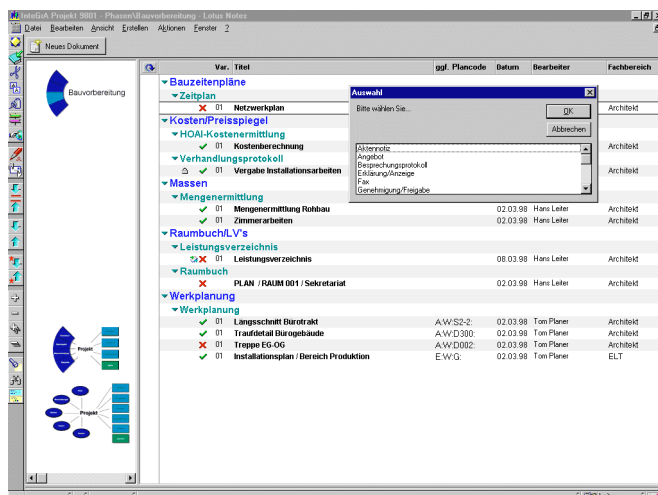 InteGrA Projekt 9801 - Phasen\Bauvorbereitung - Lotus Notes
Datei Bearbeiten Ansicht Erstellen Aktionen Fenster ?
Neues Dokument
Bauvorbereitung
Var. Titel ggf. Plancode Datum Bearbeiter Fachbereich
Bauzeitenpläne
Zeitplan
01 Netzwerkplan Architekt
Kosten/Preisspiegel
HOAI-Kostenermittlung
01 Kostenberechnung Architekt
Verhandlungsprotokoll
01 Vergabe Installationsarbeiten Architekt
Massen
Mengenermittlung
01 Mengenermittlung Rohbau 02.03.98 Hans Leiter Architekt
01 Zimmerarbeiten 02.03.98 Hans Leiter Architekt
Raumbuch/LV's
Leistungsverzeichnis
01 Leistungsverzeichnis 08.03.98 Hans Leiter Architekt
Raumbuch
PLAN / RAUM 001 / Sekretariat 02.03.98 Hans Leiter Architekt
Werkplanung
Werkplanung
01 Längsschnitt Bürotrakt A:W:S2-2: 02.03.98 Tom Planer Architekt
01 Traufdetail Bürogebäude A:W:D300: 02.03.98 Tom Planer Architekt
01 Treppe EG-OG A:W:D002: 02.03.98 Tom Planer Architekt
01 Installationsplan / Bereich Produktion E:W:G: 02.03.98 Tom Planer ELT
Auswahl
Bitte wählen Sie...
OK
Abbrechen
Aktennotiz
Angebot
Besprechungsprotokoll
Erklärung/Anzeige
Fax
Genehmigung/Freigabe
Projekt
Projekt